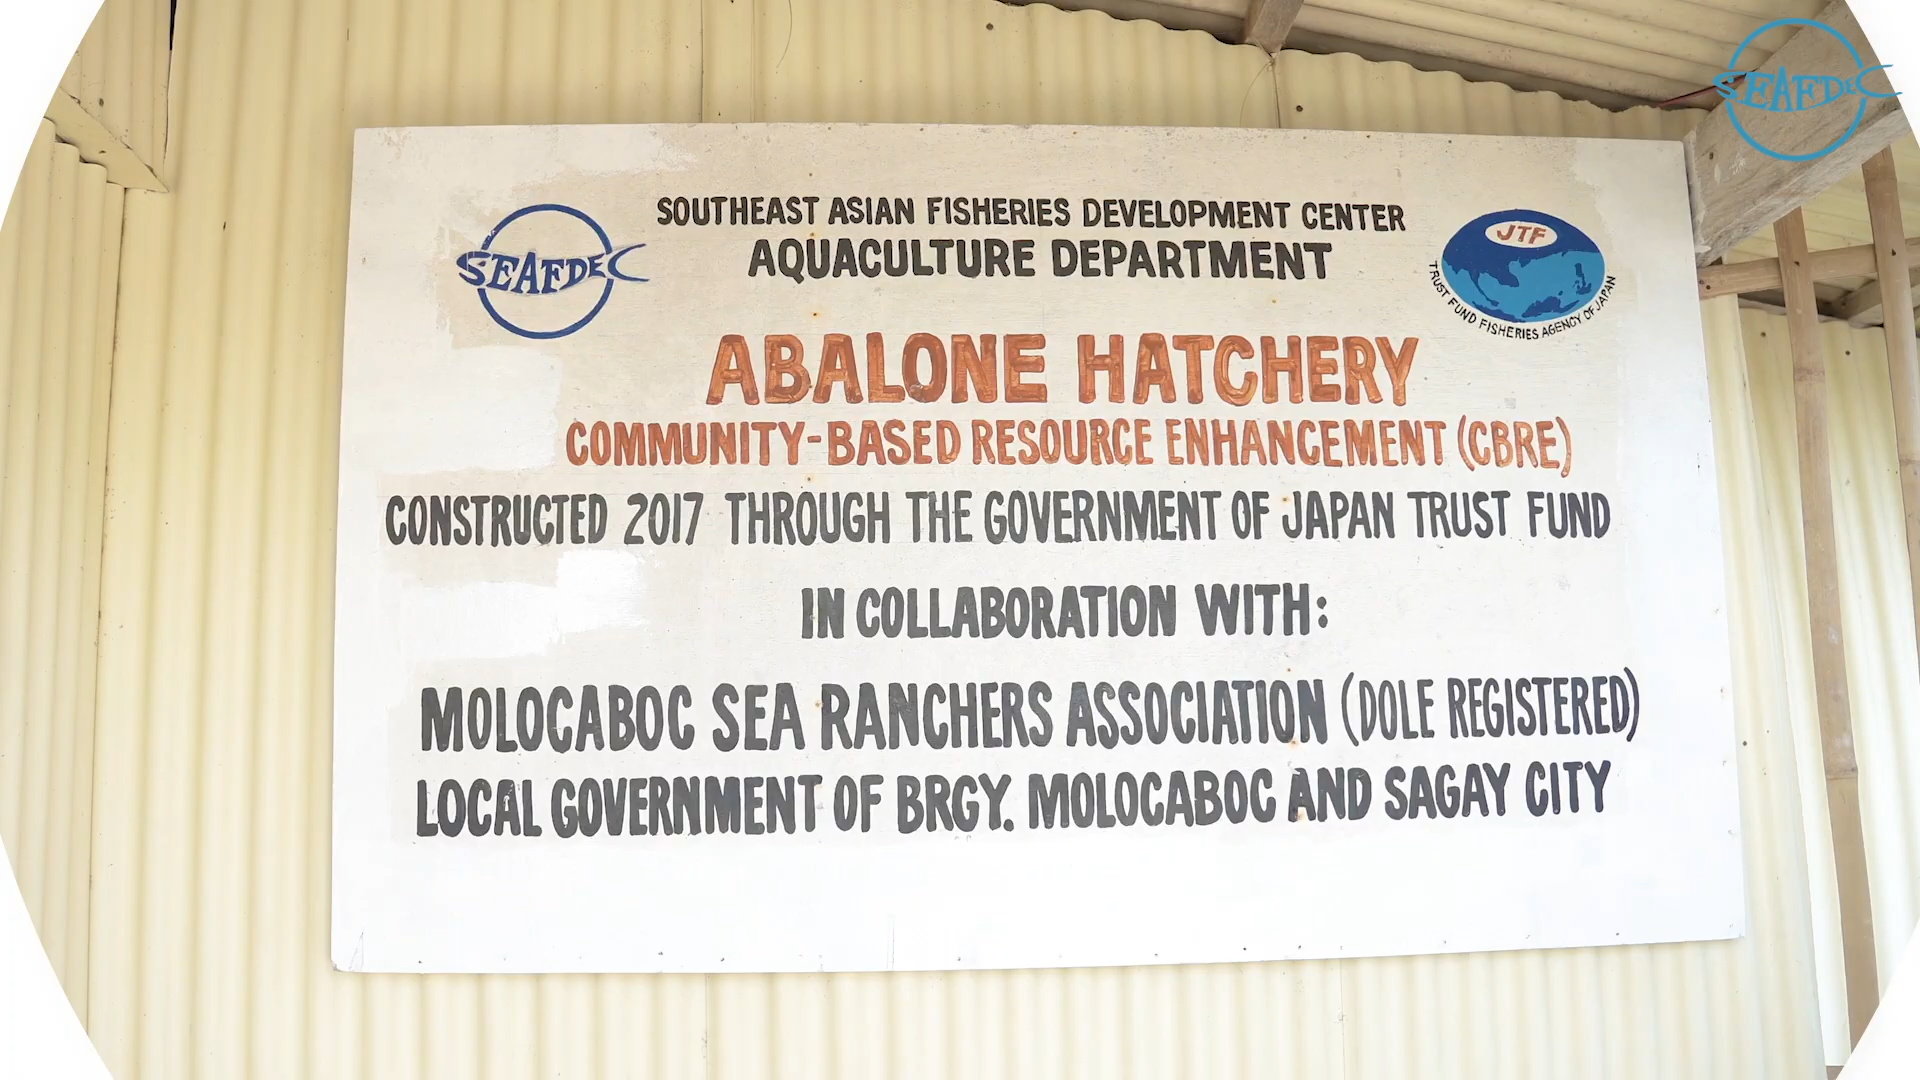 SEAFDEC
SOUTHEAST ASIAN FISHERIES DEVELOPMENT CENTER
AQUACULTURE DEPARTMENT
SEAFDEC
JTF
TRUST FUND FISHERIES AGENCY OF JAPAN
ABALONE HATCHERY
COMMUNITY-BASED RESOURCE ENHANCEMENT (CBRE)
CONSTRUCTED 2017 THROUGH THE GOVERNMENT OF JAPAN TRUST FUND
IN COLLABORATION WITH:
MOLOCABOC SEA RANCHERS ASSOCIATION (DOLE REGISTERED)
LOCAL GOVERNMENT OF BRGY. MOLOCABOC AND SAGAY CITY